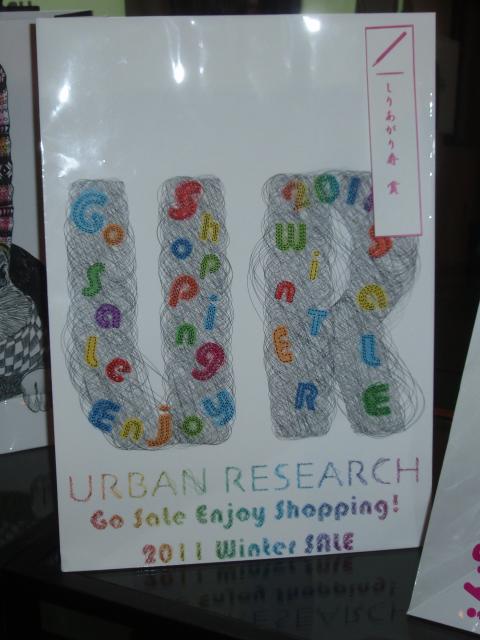 しりあがり寿 賞
Go Sale Enjoy
Shopping
2011
Winter
SALE
URBAN RESEARCH
Go Sale Enjoy Shopping!
2011 Winter SALE